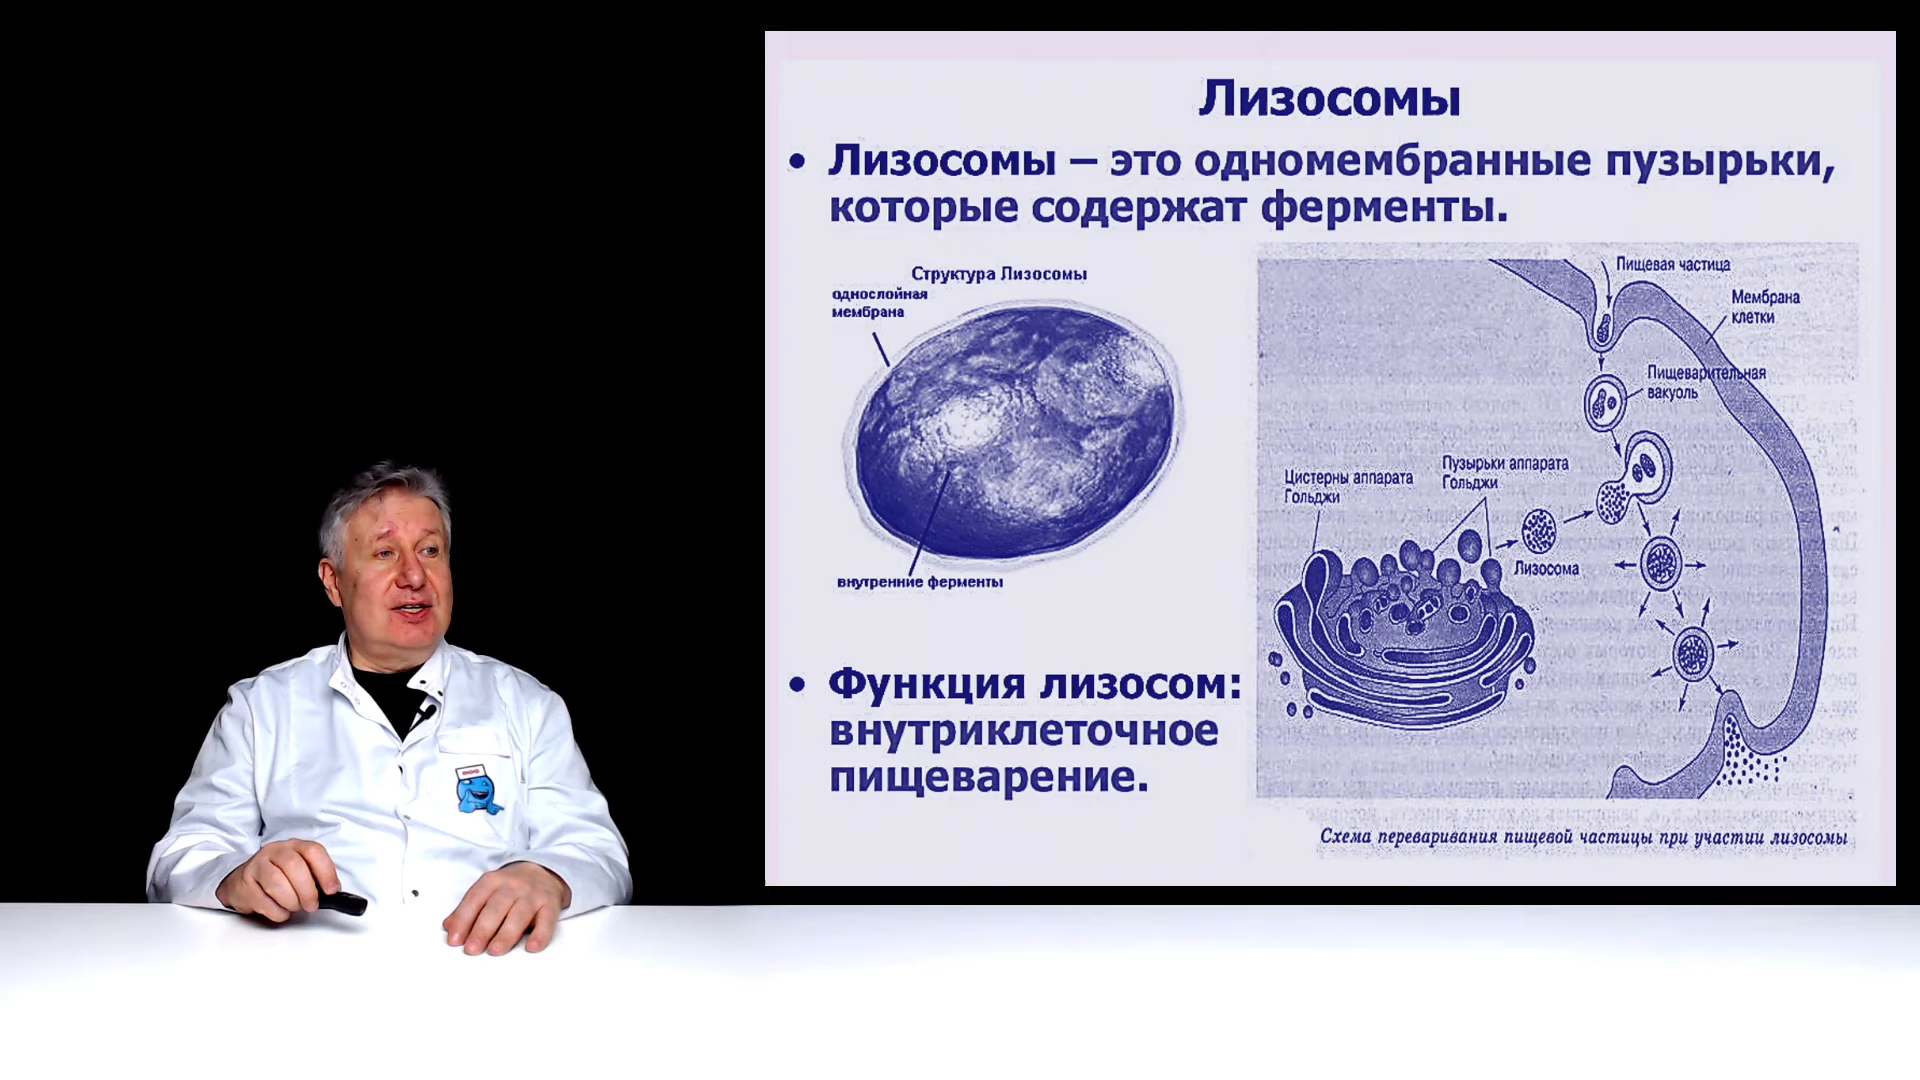 Лизосомы
• Лизосомы – это одномембранные пузырьки,
которые содержат ферменты.
Структура Лизосомы
однослойная
мембрана
внутренние ферменты
Пищевая частица
Мембрана
клетки
Пищеварительная
вакуоль
Пузырьки аппарата
Гольджи
Цистерны аппарата
Гольджи
Лизосома
• Функция лизосом:
внутриклеточное
пищеварение.
Схема переваривания пищевой частицы при участии лизосомы